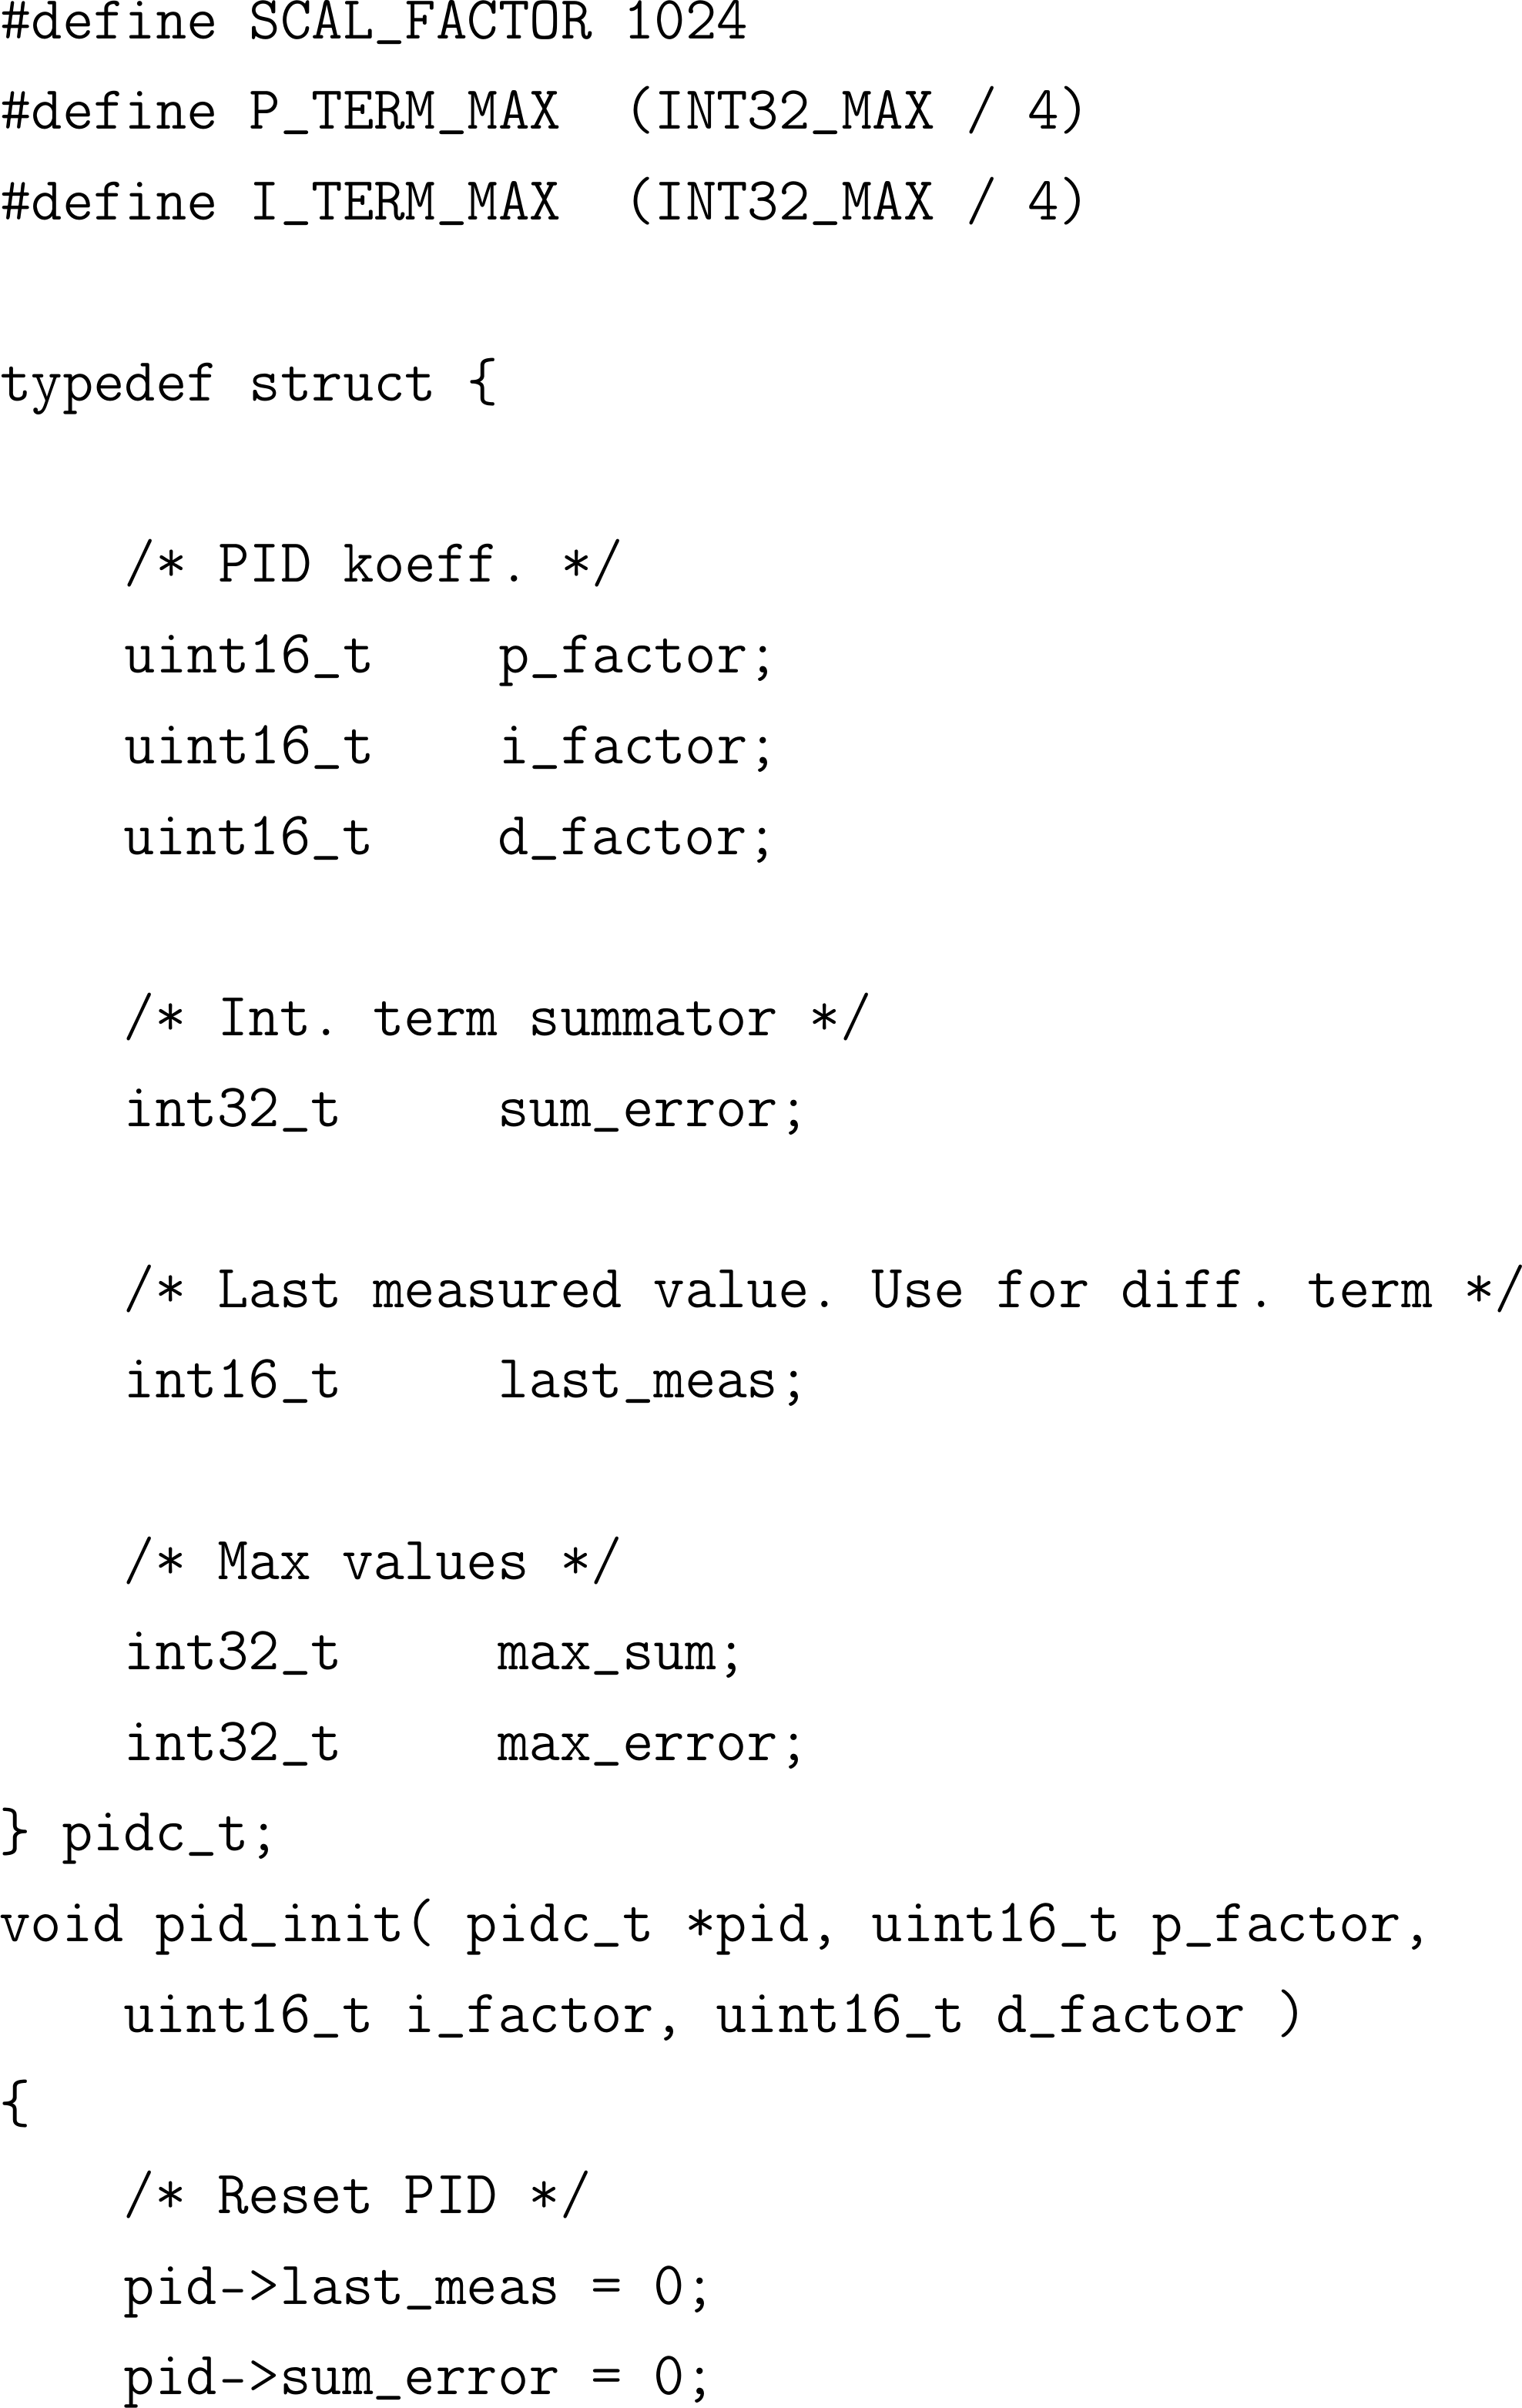 #define SCAL_FACTOR 1024
#define P_TERM_MAX  (INT32_MAX / 4)
#define I_TERM_MAX  (INT32_MAX / 4)
typedef struct {
    /* PID koeff. */
    uint16_t    p_factor;
    uint16_t    i_factor;
    uint16_t    d_factor;
    /* Int. term summator */
    int32_t     sum_error;
    /* Last measured value. Use for diff. term */
    int16_t     last_meas;
    /* Max values */
    int32_t     max_sum;
    int32_t     max_error;
} pidc_t;
void pid_init( pidc_t *pid, uint16_t p_factor,
    uint16_t i_factor, uint16_t d_factor )
{
    /* Reset PID */
    pid->last_meas = 0;
    pid->sum_error = 0;